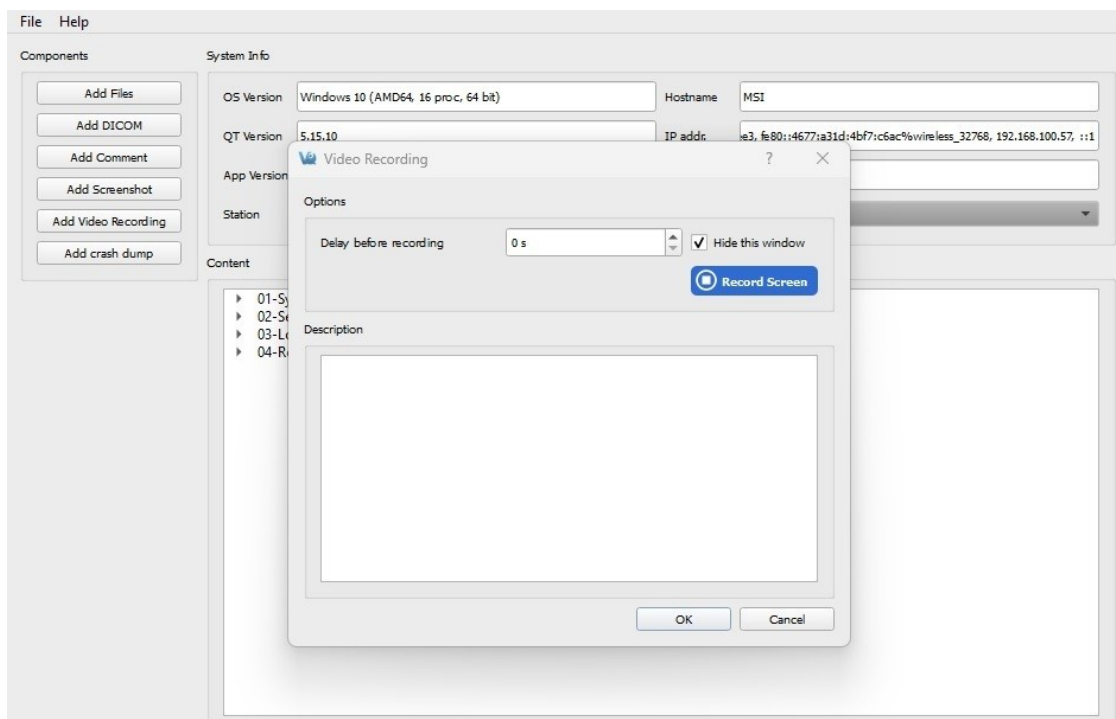 File Help
Components
System Info
Add Files
Add DICOM
Add Comment
Add Screenshot
Add Video Recording
Add crash dump
OS Version Windows 10 (AMD64, 16 proc, 64 bit) Hostname MSI
QT Version 5.15.10 IP addr. e3, fe80::4677:a31d:4bf7:c6ac%wireless_32768, 192.168.100.57, ::1
App Version
Station
Content
01-Sy
02-Se
03-L
04-R
Video Recording ?
Options
Delay before recording 0 s Hide this window
Record Screen
Description
OK Cancel